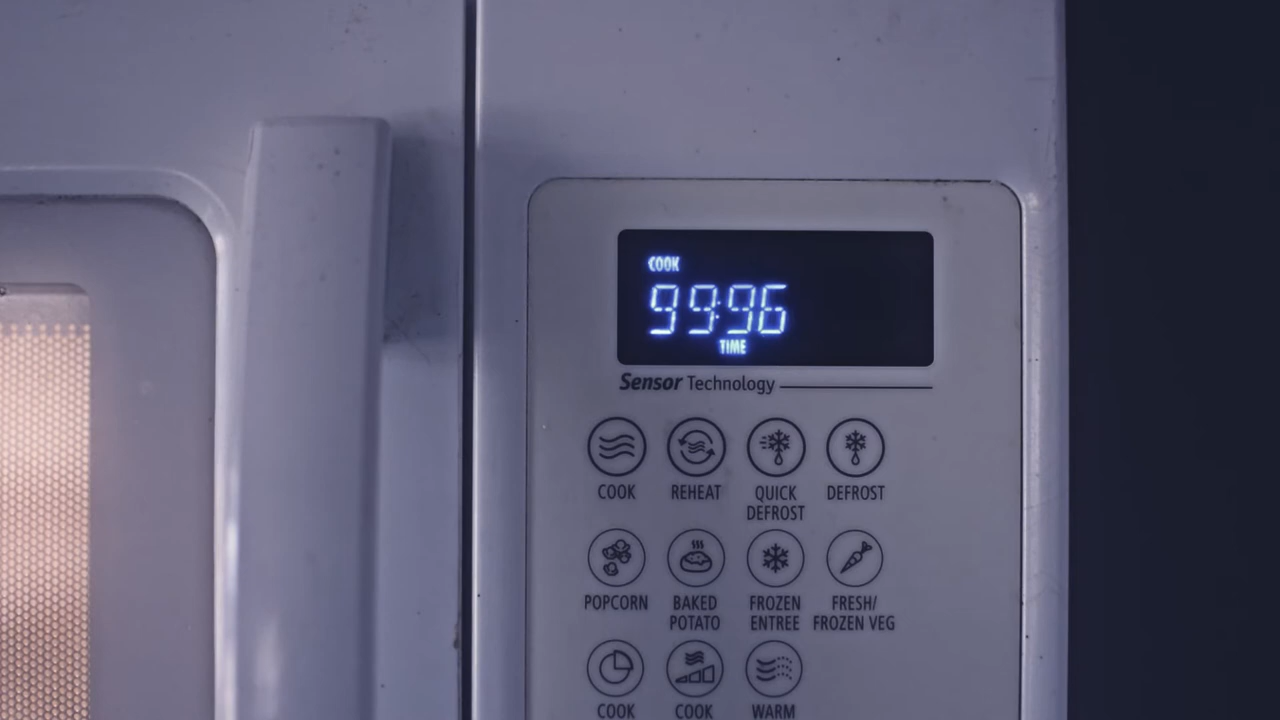 COOK
99:96
TIME
Sensor Technology
COOK REHEAT QUICK DEFROST DEFROST
POPCORN BAKED POTATO FROZEN ENTREE FRESH/ FROZEN VEG
COOK COOK WARM